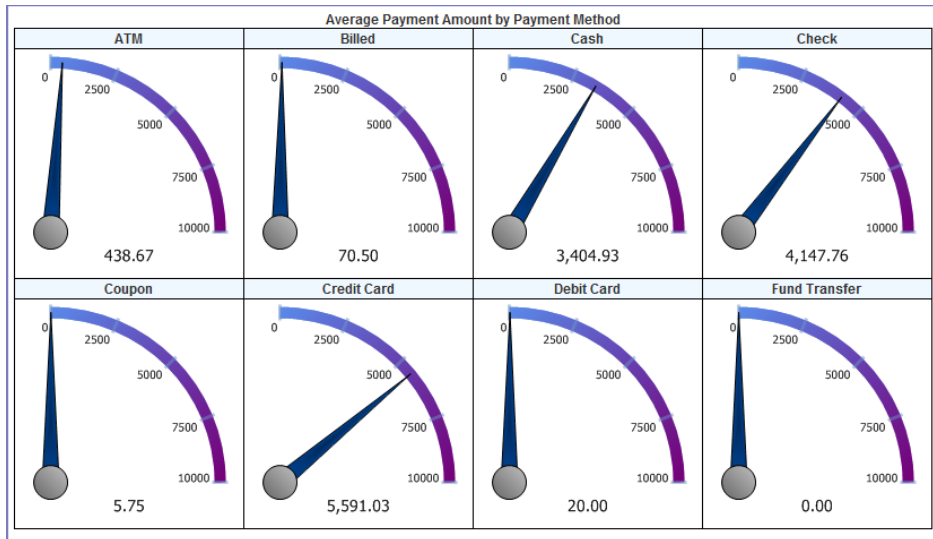 Average Payment Amount by Payment Method
ATM Billed Cash Check
0 2500 5000 7500 10000
438.67
0 2500 5000 7500 10000
70.50
0 2500 5000 7500 10000
3,404.93
0 2500 5000 7500 10000
4,147.76
Coupon Credit Card Debit Card Fund Transfer
0 2500 5000 7500 10000
5.75
0 2500 5000 7500 10000
5,591.03
0 2500 5000 7500 10000
20.00
0 2500 5000 7500 10000
0.00